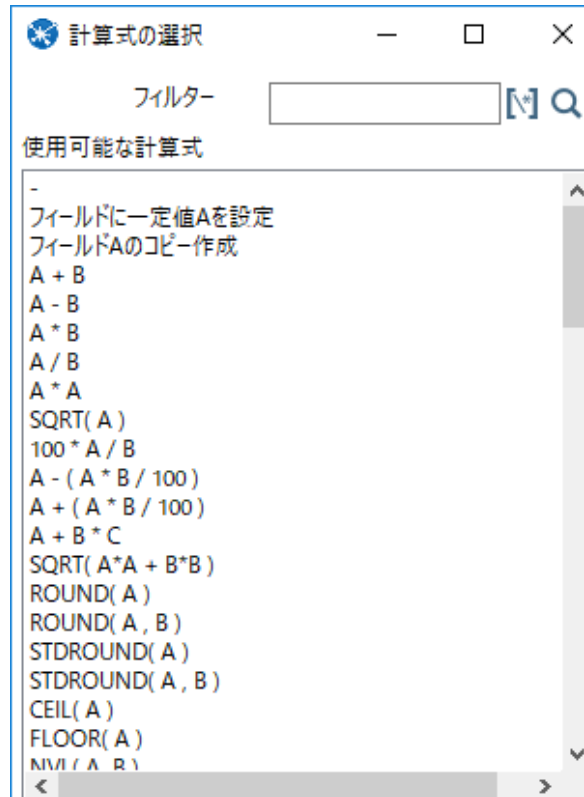 計算式の選択
フィルター
使用可能な計算式
-
フィールドに一定値Aを設定
フィールドAのコピー作成
A + B
A - B
A * B
A / B
A * A
SQRT( A )
100 * A / B
A - ( A * B / 100 )
A + ( A * B / 100 )
A + B * C
SQRT( A*A + B*B )
ROUND( A )
ROUND( A , B )
STDROUND( A )
STDROUND( A , B )
CEIL( A )
FLOOR( A )
NVL( A, B )